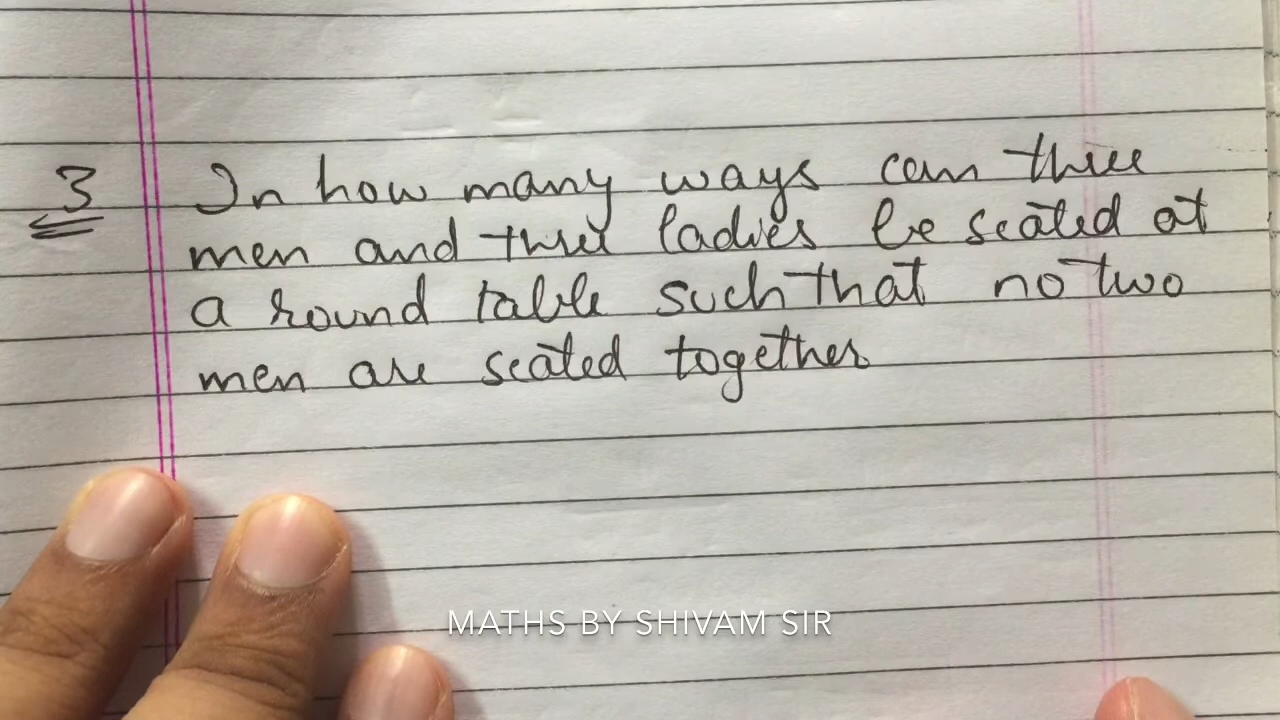 3 In how many ways can three
men and three ladies be seated at
a round table such that no two
men are seated together
MATHS BY SHIVAM SIR